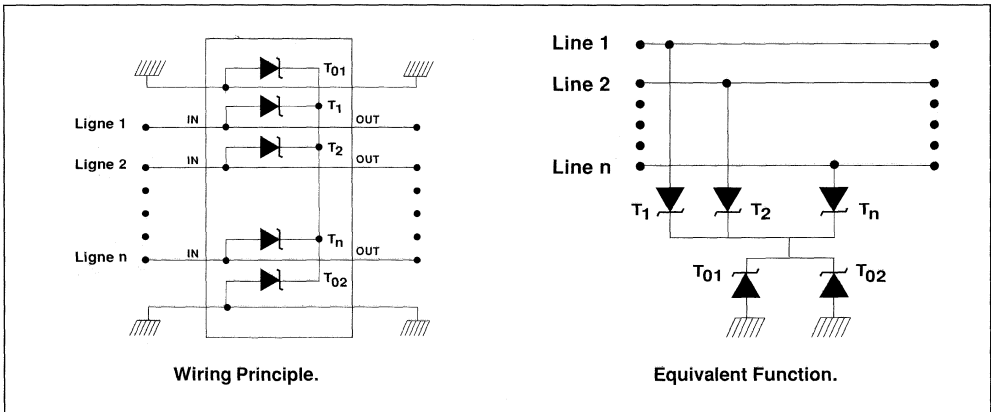 T01
T1
Ligne 1 IN OUT
T2
Ligne 2 IN OUT
Tn
Ligne n IN OUT
T02
Wiring Principle.
Line 1
Line 2
Line n
T1 T2 Tn
T01 T02
Equivalent Function.